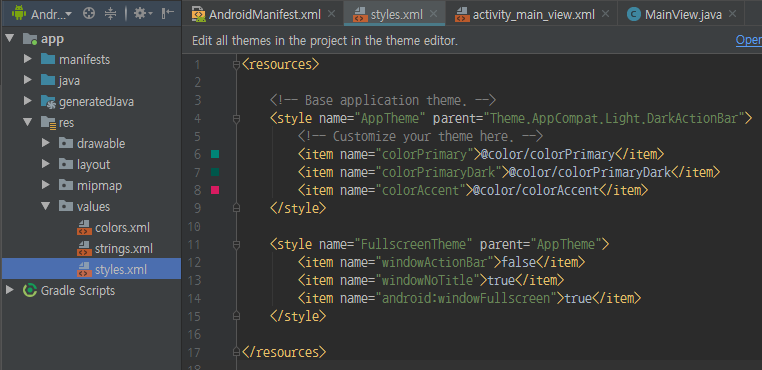 Andr...
app
manifests
java
generatedJava
res
drawable
layout
mipmap
values
colors.xml
strings.xml
styles.xml
Gradle Scripts
AndroidManifest.xml
styles.xml
activity_main_view.xml
MainView.java
Edit all themes in the project in the theme editor.
Open
1 <resources>
2
3 <!-- Base application theme. -->
4 <style name="AppTheme" parent="Theme.AppCompat.Light.DarkActionBar">
5 <!-- Customize your theme here. -->
6 <item name="colorPrimary">@color/colorPrimary</item>
7 <item name="colorPrimaryDark">@color/colorPrimaryDark</item>
8 <item name="colorAccent">@color/colorAccent</item>
9 </style>
10
11 <style name="FullscreenTheme" parent="AppTheme">
12 <item name="windowActionBar">false</item>
13 <item name="windowNoTitle">true</item>
14 <item name="android:windowFullscreen">true</item>
15 </style>
16
17 </resources>
18